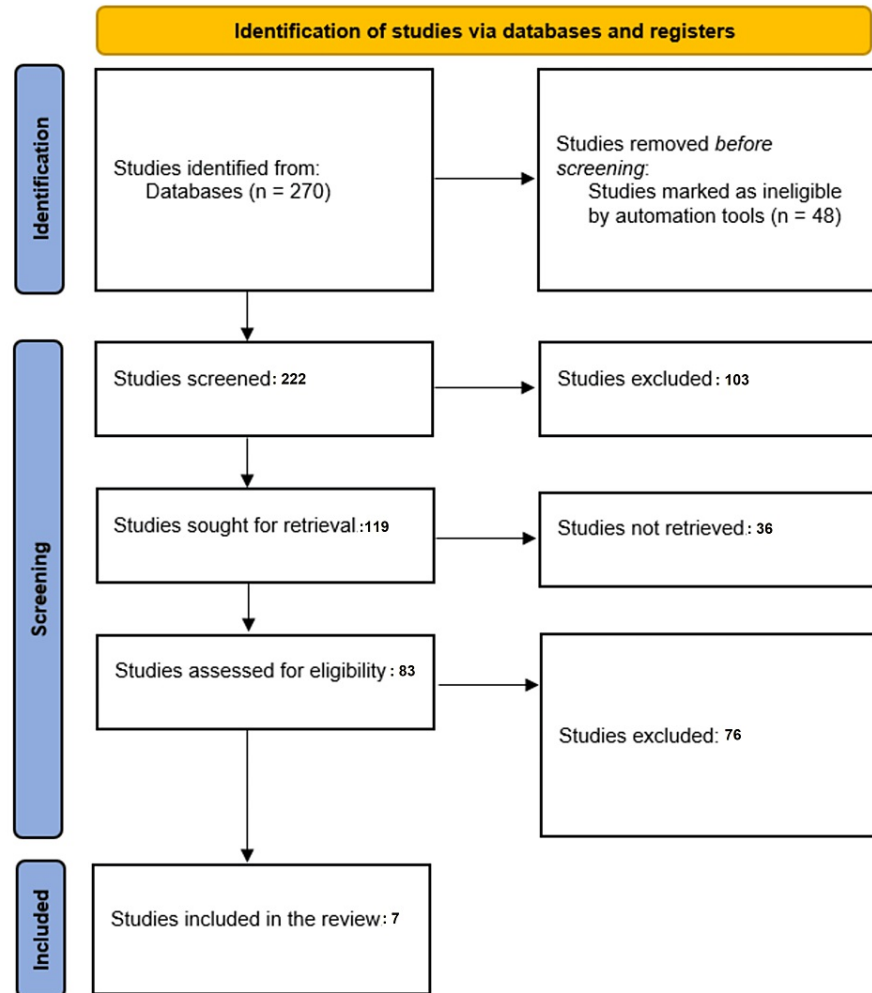 Identification of studies via databases and registers
Identification
Studies identified from:
Databases (n = 270)
Studies removed before
screening:
Studies marked as ineligible
by automation tools (n = 48)
Screening
Studies screened: 222
Studies excluded: 103
Studies sought for retrieval:119
Studies not retrieved: 36
Studies assessed for eligibility: 83
Studies excluded: 76
Included
Studies included in the review: 7